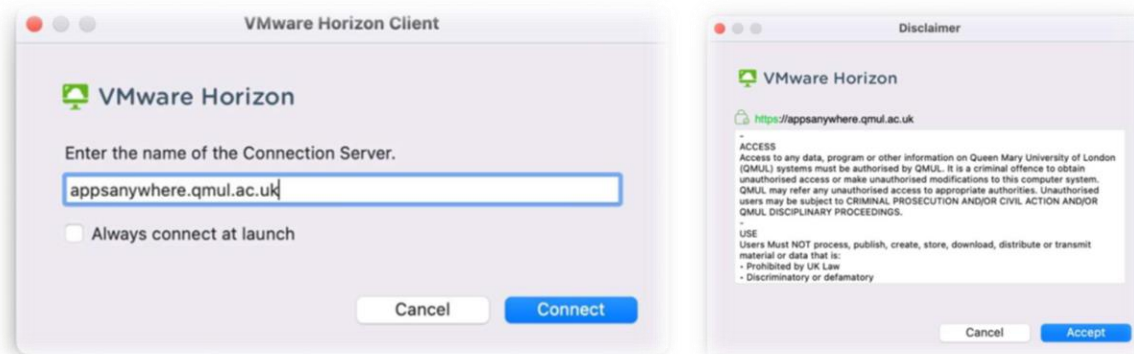 VMware Horizon Client
VMware Horizon
Enter the name of the Connection Server.
appsanywhere.qmul.ac.uk
Always connect at launch
Cancel
Connect
Disclaimer
VMware Horizon
https://appsanywhere.qmul.ac.uk
-
ACCESS
Access to any data, program or other information on Queen Mary University of London
(QMUL) systems must be authorised by QMUL. It is a criminal offence to obtain
unauthorised access or make unauthorised modifications to this computer system.
QMUL may refer any unauthorised access to appropriate authorities. Unauthorised
users may be subject to CRIMINAL PROSECUTION AND/OR CIVIL ACTION AND/OR
QMUL DISCIPLINARY PROCEEDINGS.
-
USE
Users Must NOT process, publish, create, store, download, distribute or transmit
material or data that is:
- Prohibited by UK Law
- Discriminatory or defamatory
Cancel
Accept